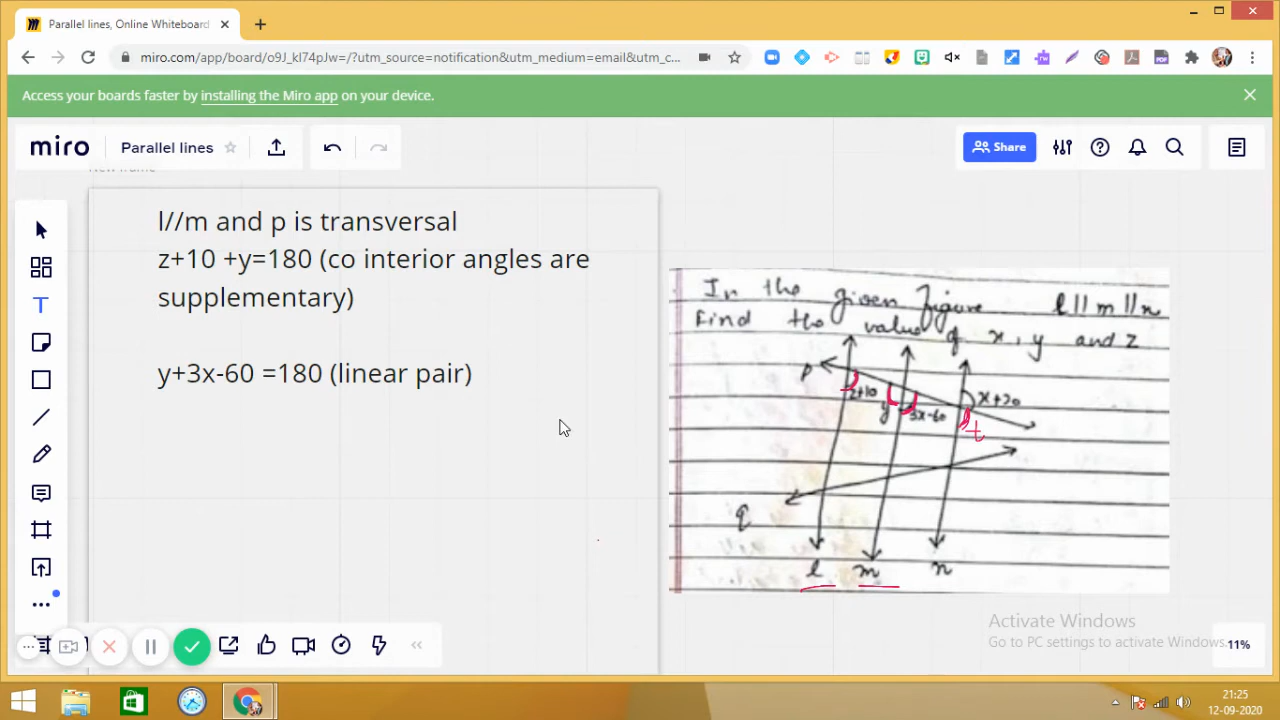 Parallel lines, Online Whiteboard
miro.com/app/board/o9J_kl74pJw=/?utm_source=notification&utm_medium=email&utm_c...
Access your boards faster by installing the Miro app on your device.
miro
Parallel lines
Share
New frame
l//m and p is transversal
z+10 +y=180 (co interior angles are
supplementary)
y+3x-60 =180 (linear pair)
In the given figure l || m || n
Find the value of x, y and z
p
z+10
y
3x-60
x+20
t
q
l
m
n
Activate Windows
Go to PC settings to activate Windows.
11%
21:25
12-09-2020